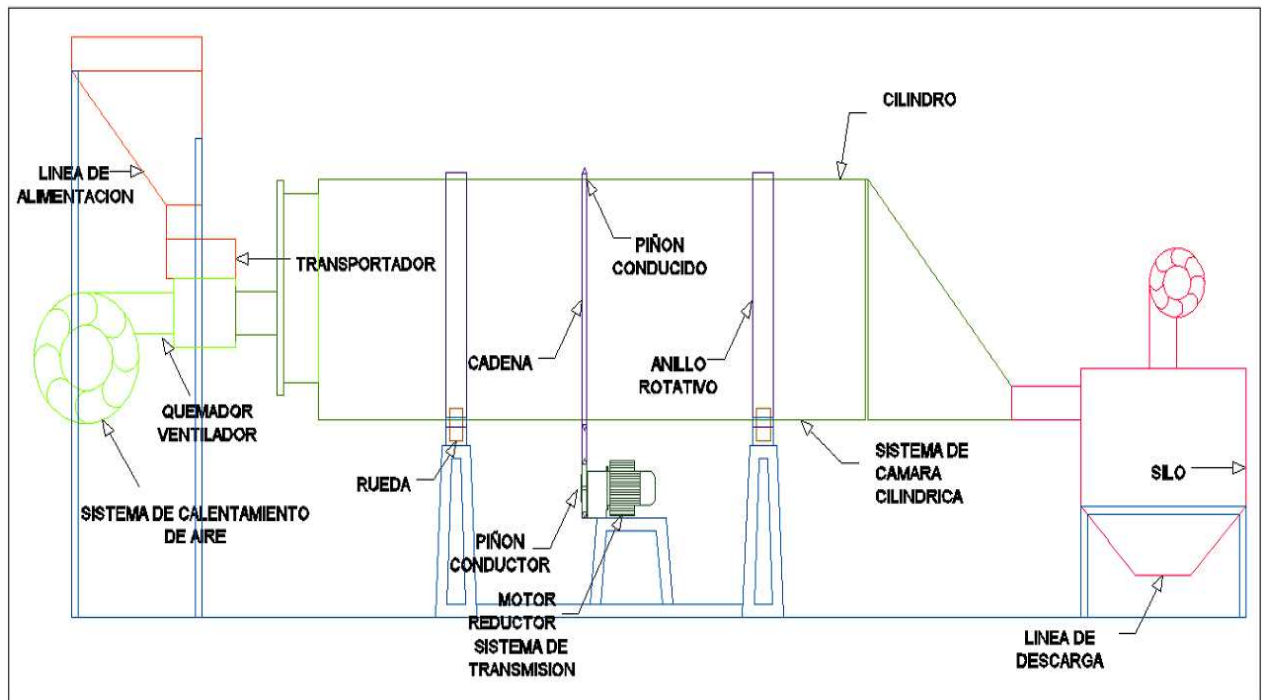 CILINDRO
LINEA DE
ALIMENTACION
TRANSPORTADOR
PIÑON
CONDUCIDO
CADENA
ANILLO
ROTATIVO
QUEMADOR
VENTILADOR
SISTEMA DE CALENTAMIENTO
DE AIRE
RUEDA
SISTEMA DE
CAMARA
CILINDRICA
SILO
PIÑON
CONDUCTOR
MOTOR
REDUCTOR
SISTEMA DE
TRANSMISION
LINEA DE
DESCARGA